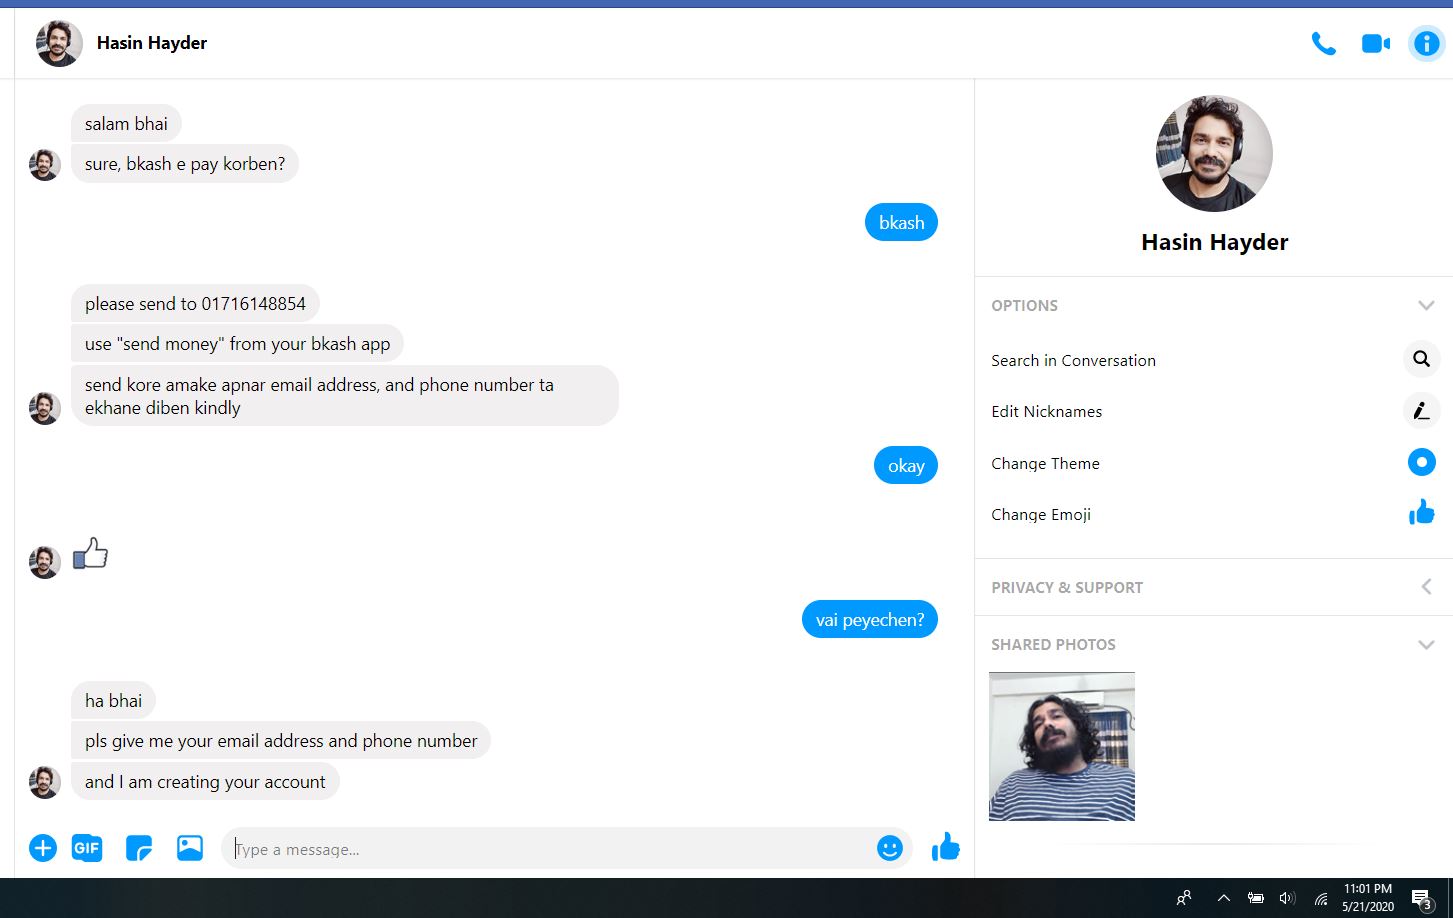 Hasin Hayder
salam bhai
sure, bkash e pay korben?
bkash
please send to 01716148854
use "send money" from your bkash app
send kore amake apnar email address, and phone number ta
ekhane diben kindly
okay
vai peyechen?
ha bhai
pls give me your email address and phone number
and I am creating your account
GIF
Type a message...
Hasin Hayder
OPTIONS
Search in Conversation
Edit Nicknames
Change Theme
Change Emoji
PRIVACY & SUPPORT
SHARED PHOTOS
11:01 PM
5/21/2020
3